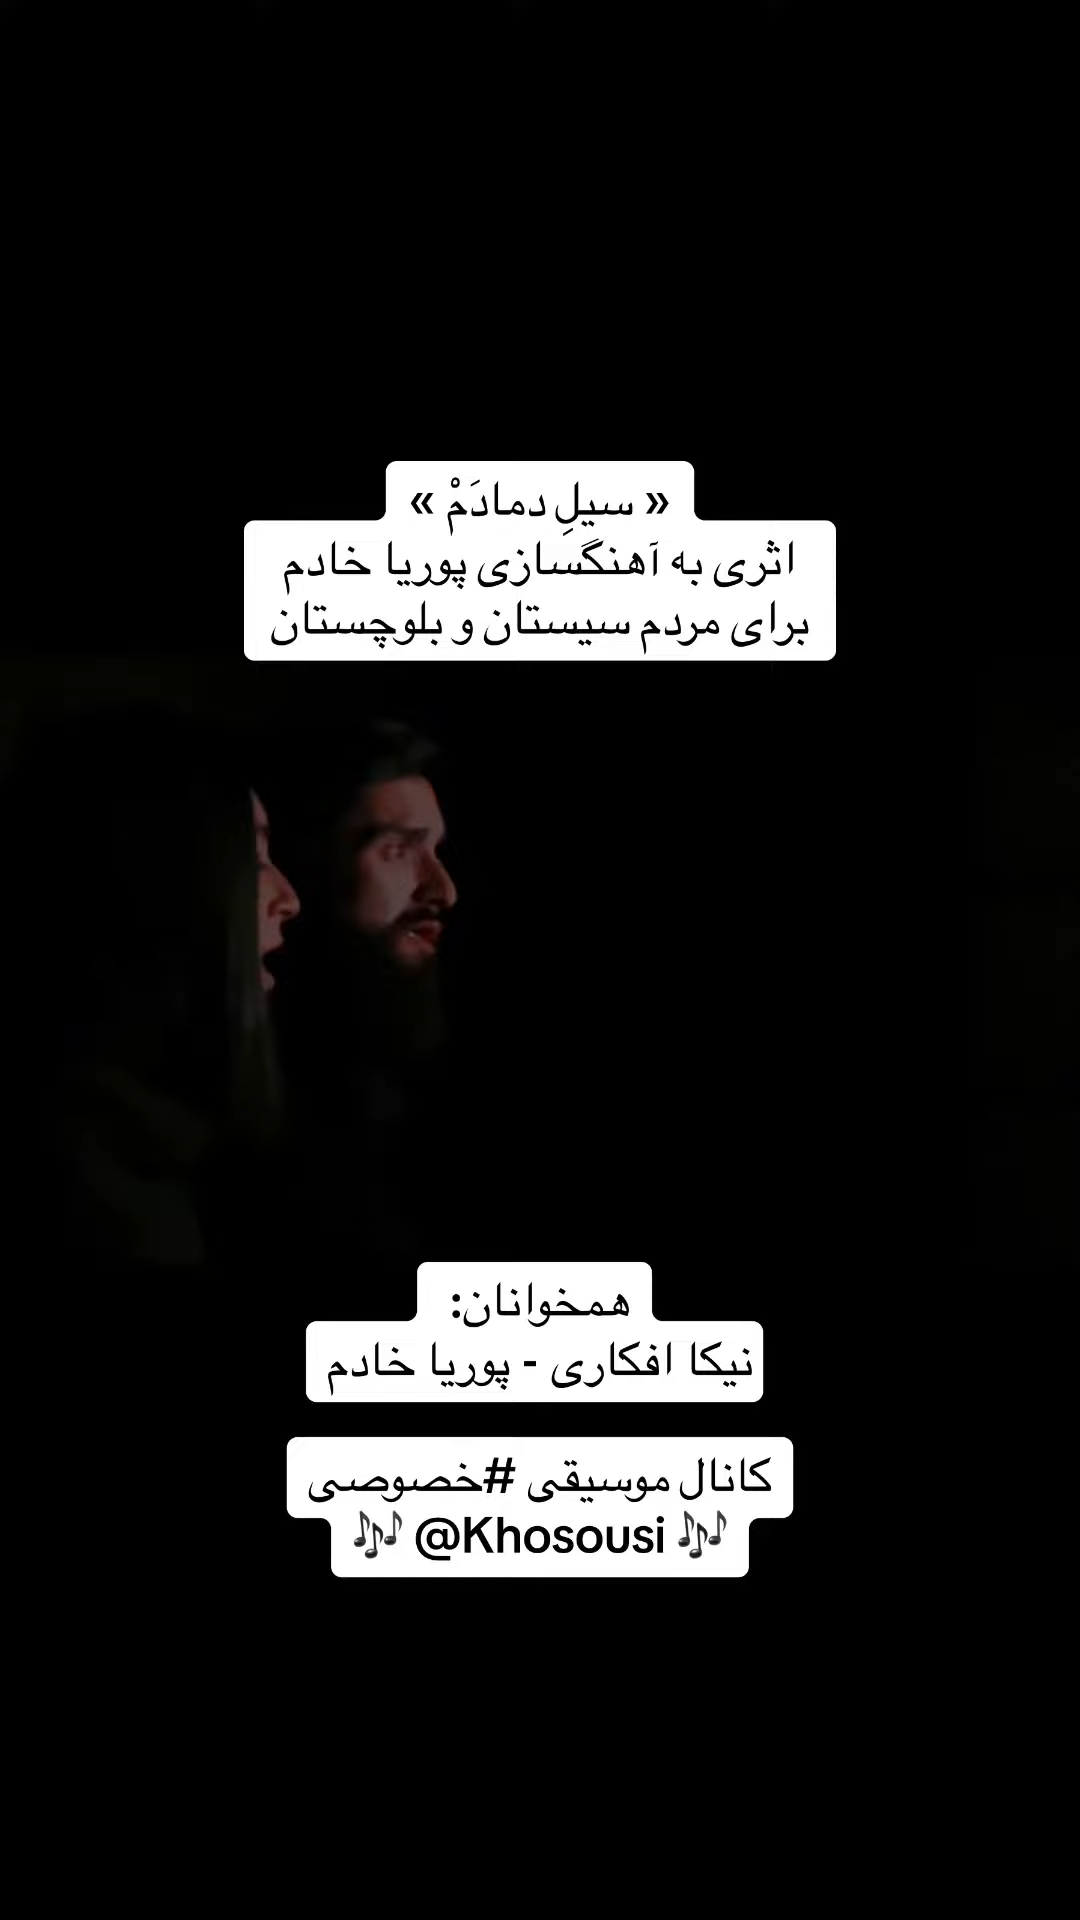 « سیلِ دمادَمْ »
اثری به آهنگسازی پوریا خادم
برای مردم سیستان و بلوچستان
همخوانان:
نیکا افکاری - پوریا خادم
کانال موسیقی #خصوصی
🎶 @Khosousi 🎶